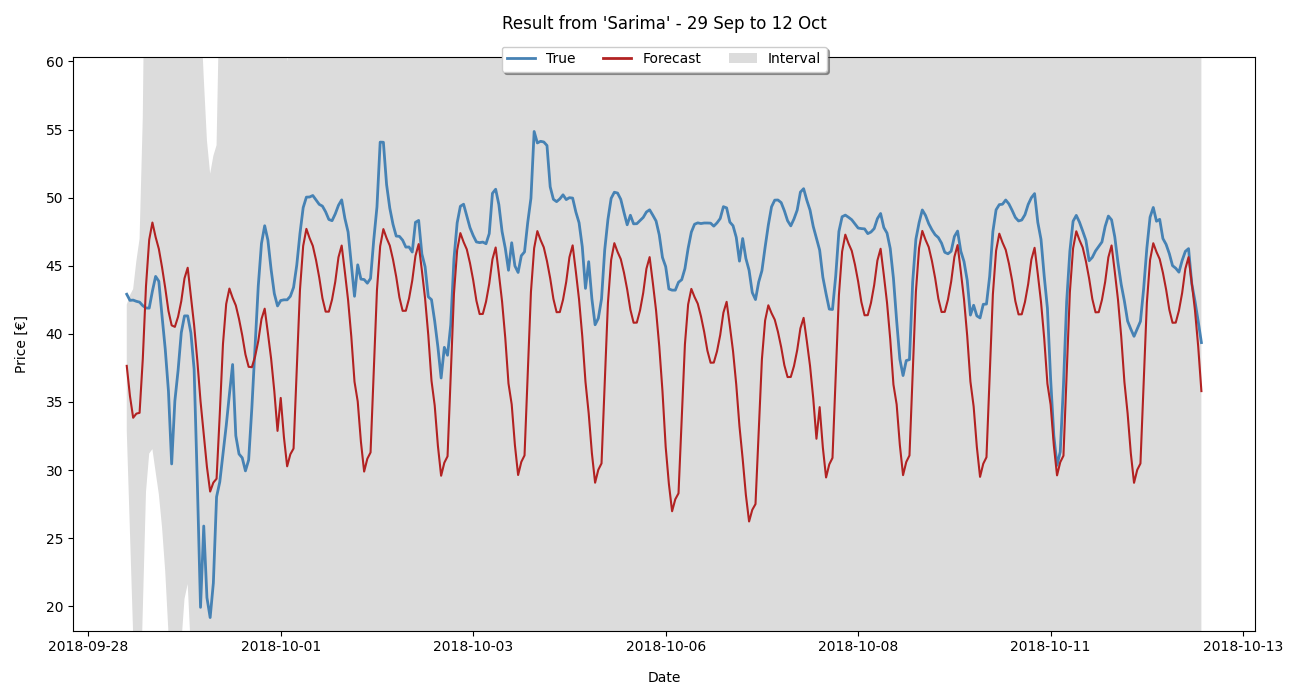 Result from 'Sarima' - 29 Sep to 12 Oct
True Forecast Interval
60
55
50
45
40
35
30
25
20
Price [€]
2018-09-28 2018-10-01 2018-10-03 2018-10-06 2018-10-08 2018-10-11 2018-10-13
Date